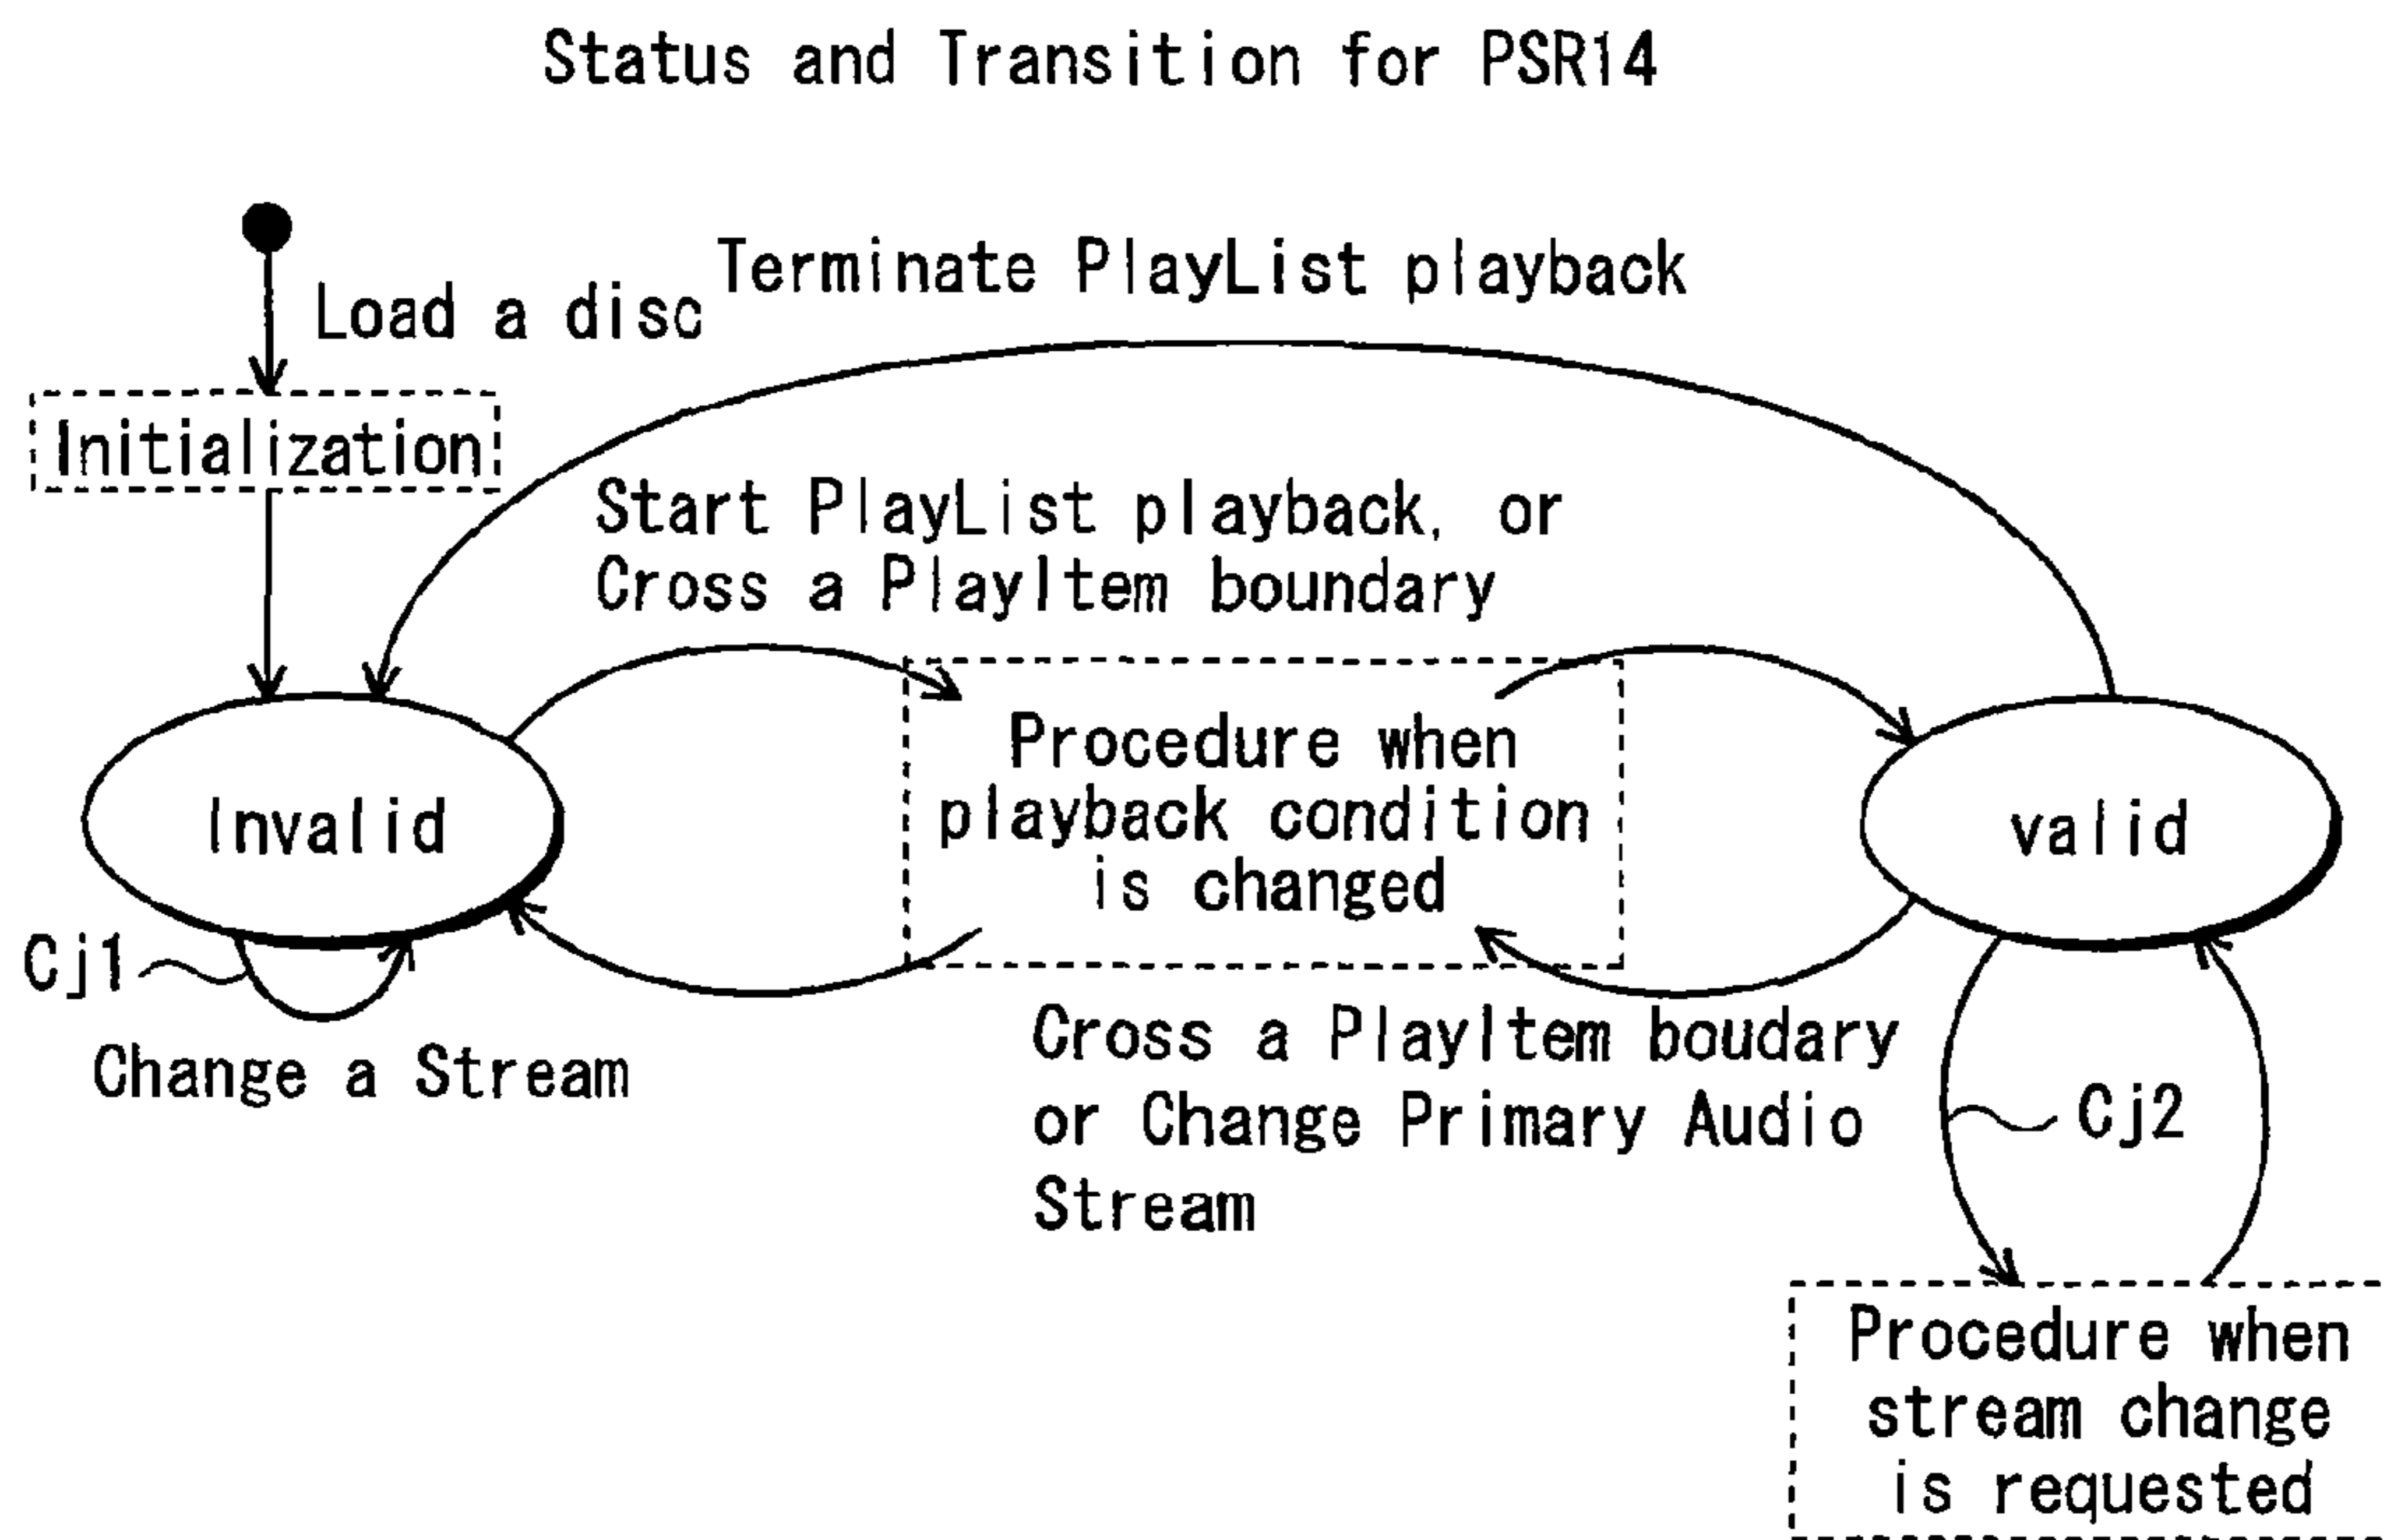 Status and Transition for PSR14
Load a disc
Terminate PlayList playback
Initialization
Start PlayList playback, or
Cross a PlayItem boundary
Procedure when
playback condition
is changed
Invalid
valid
Cj1
Change a Stream
Cross a PlayItem boudary
or Change Primary Audio
Stream
Cj2
Procedure when
stream change
is requested